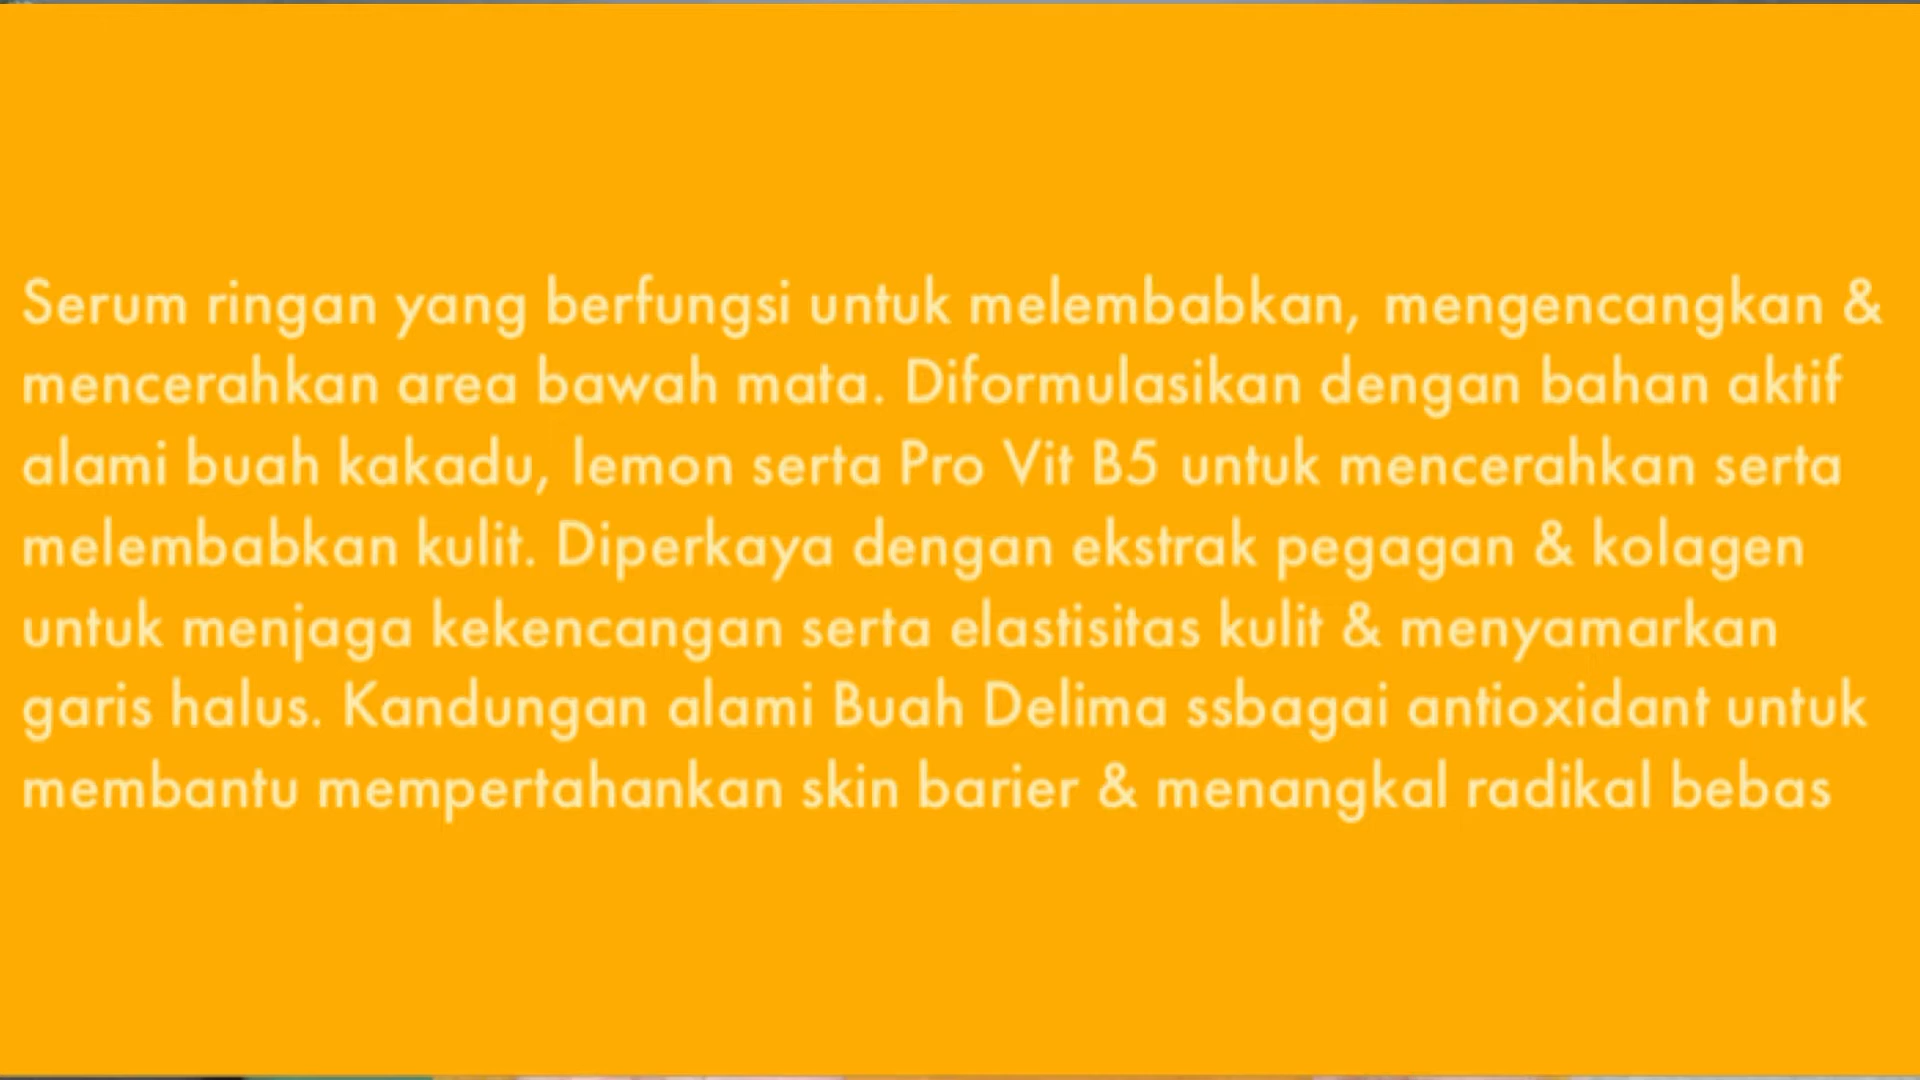 Serum ringan yang berfungsi untuk melembabkan, mengencangkan &
mencerahkan area bawah mata. Diformulasikan dengan bahan aktif
alami buah kakadu, lemon serta Pro Vit B5 untuk mencerahkan serta
melembabkan kulit. Diperkaya dengan ekstrak pegagan & kolagen
untuk menjaga kekencangan serta elastisitas kulit & menyamarkan
garis halus. Kandungan alami Buah Delima ssbagai antioxidant untuk
membantu mempertahankan skin barier & menangkal radikal bebas